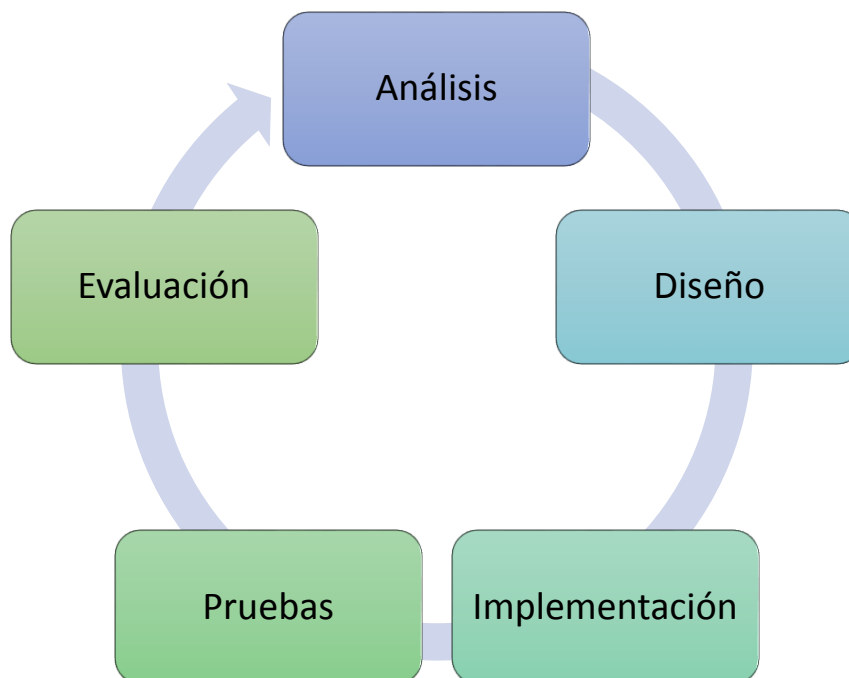 Análisis
Diseño
Implementación
Pruebas
Evaluación